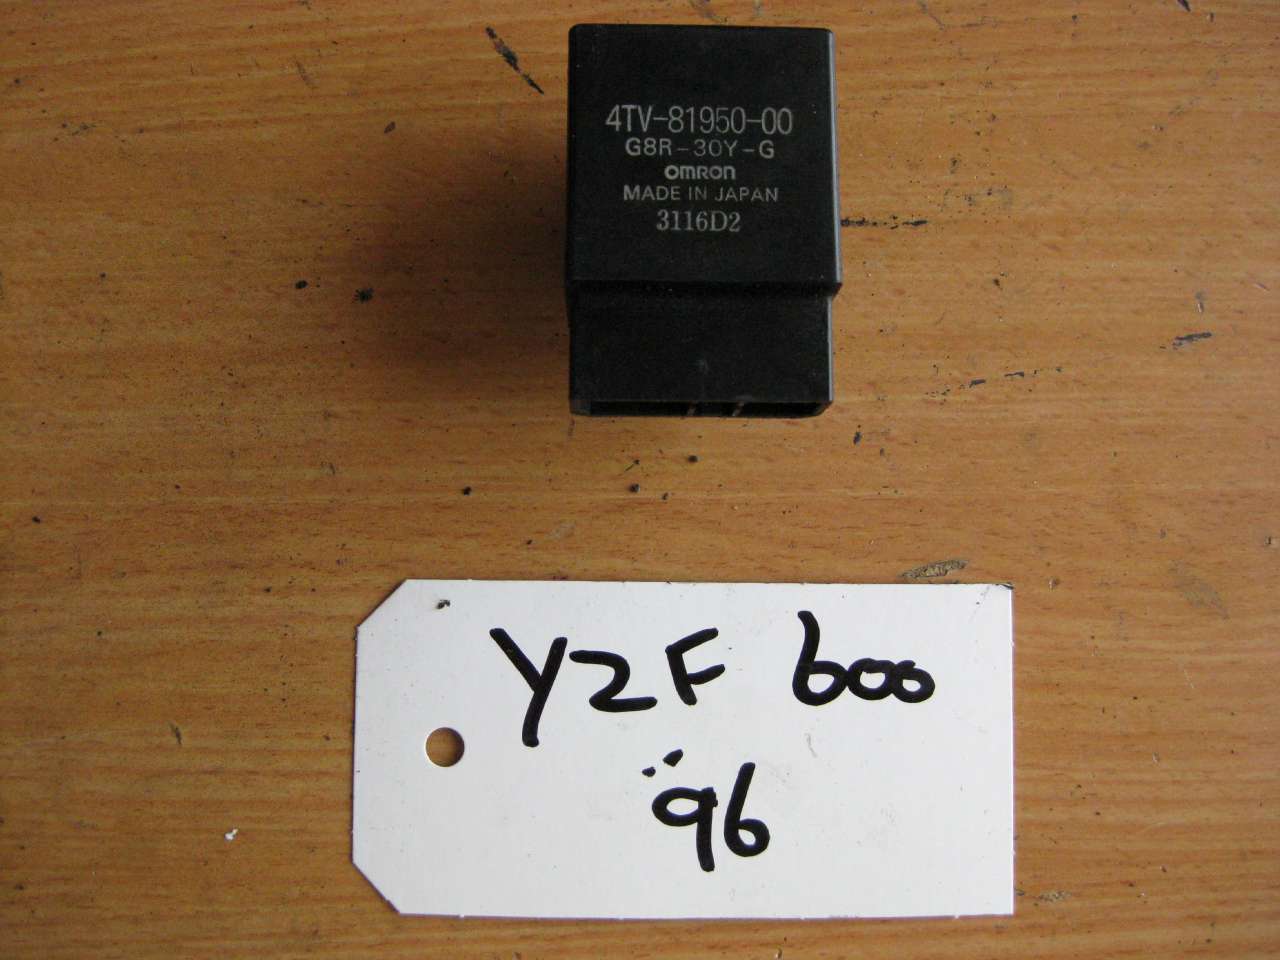 4TV-81950-00
G8R-30Y-G
omron
MADE IN JAPAN
3116D2
YZF 600
96